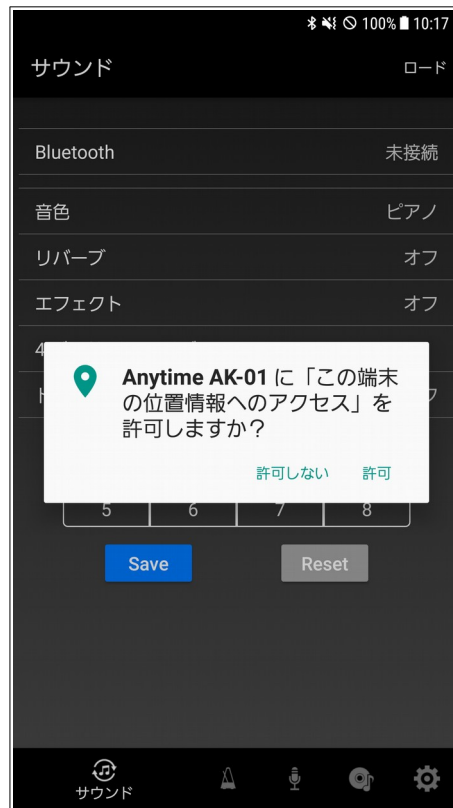 100% 10:17
サウンド ロード
Bluetooth 未接続
音色 ピアノ
リバーブ オフ
エフェクト オフ
4
Anytime AK-01 に「この端末
の位置情報へのアクセス」を
許可しますか？
許可しない 許可
5 6 7 8
Save Reset
サウンド